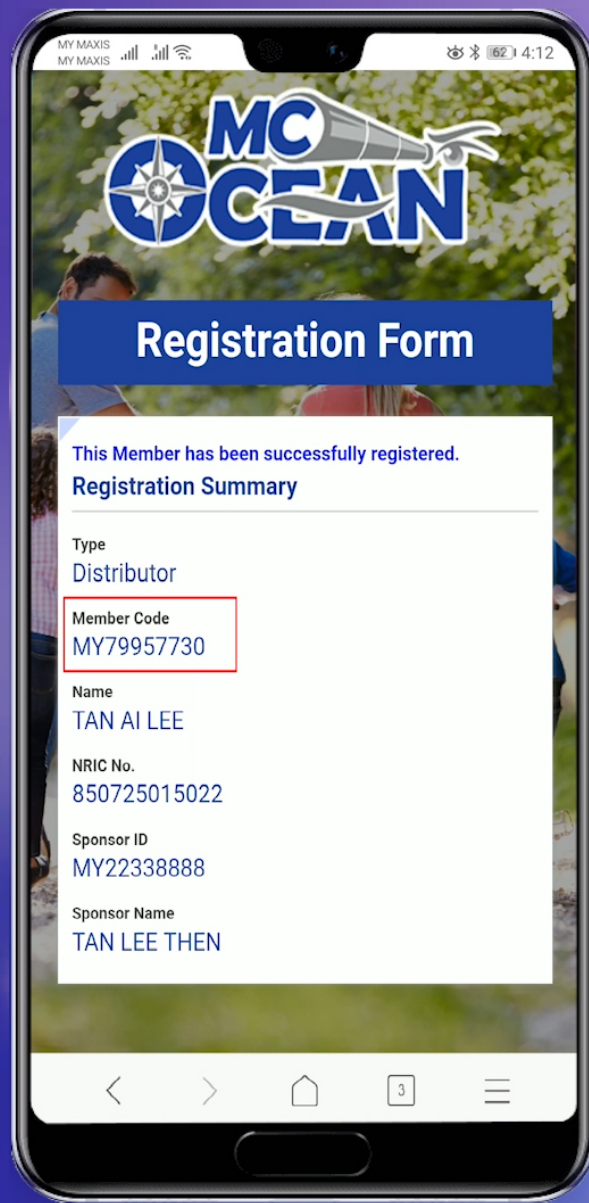 MY MAXIS
MY MAXIS
62 4:12
MC
OCEAN
Registration Form
This Member has been successfully registered.
Registration Summary
Type
Distributor
Member Code
MY79957730
Name
TAN AI LEE
NRIC No.
850725015022
Sponsor ID
MY22338888
Sponsor Name
TAN LEE THEN
3